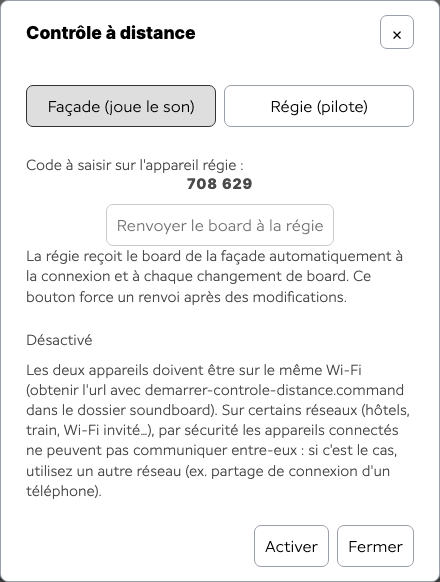 Contrôle à distance
×
Façade (joue le son)
Régie (pilote)
Code à saisir sur l'appareil régie :
708 629
Renvoyer le board à la régie
La régie reçoit le board de la façade automatiquement à
la connexion et à chaque changement de board. Ce
bouton force un renvoi après des modifications.
Désactivé
Les deux appareils doivent être sur le même Wi-Fi
(obtenir l'url avec demarrer-controle-distance.command
dans le dossier soundboard). Sur certains réseaux (hôtels,
train, Wi-Fi invité…), par sécurité les appareils connectés
ne peuvent pas communiquer entre-eux : si c'est le cas,
utilisez un autre réseau (ex. partage de connexion d'un
téléphone).
Activer
Fermer